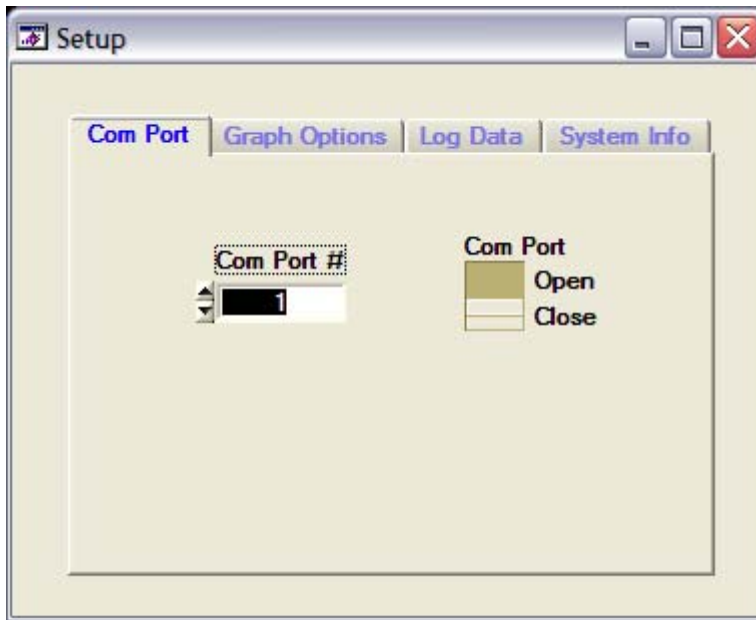 Setup
Com Port Graph Options Log Data System Info
Com Port #
1
Com Port
Open
Close